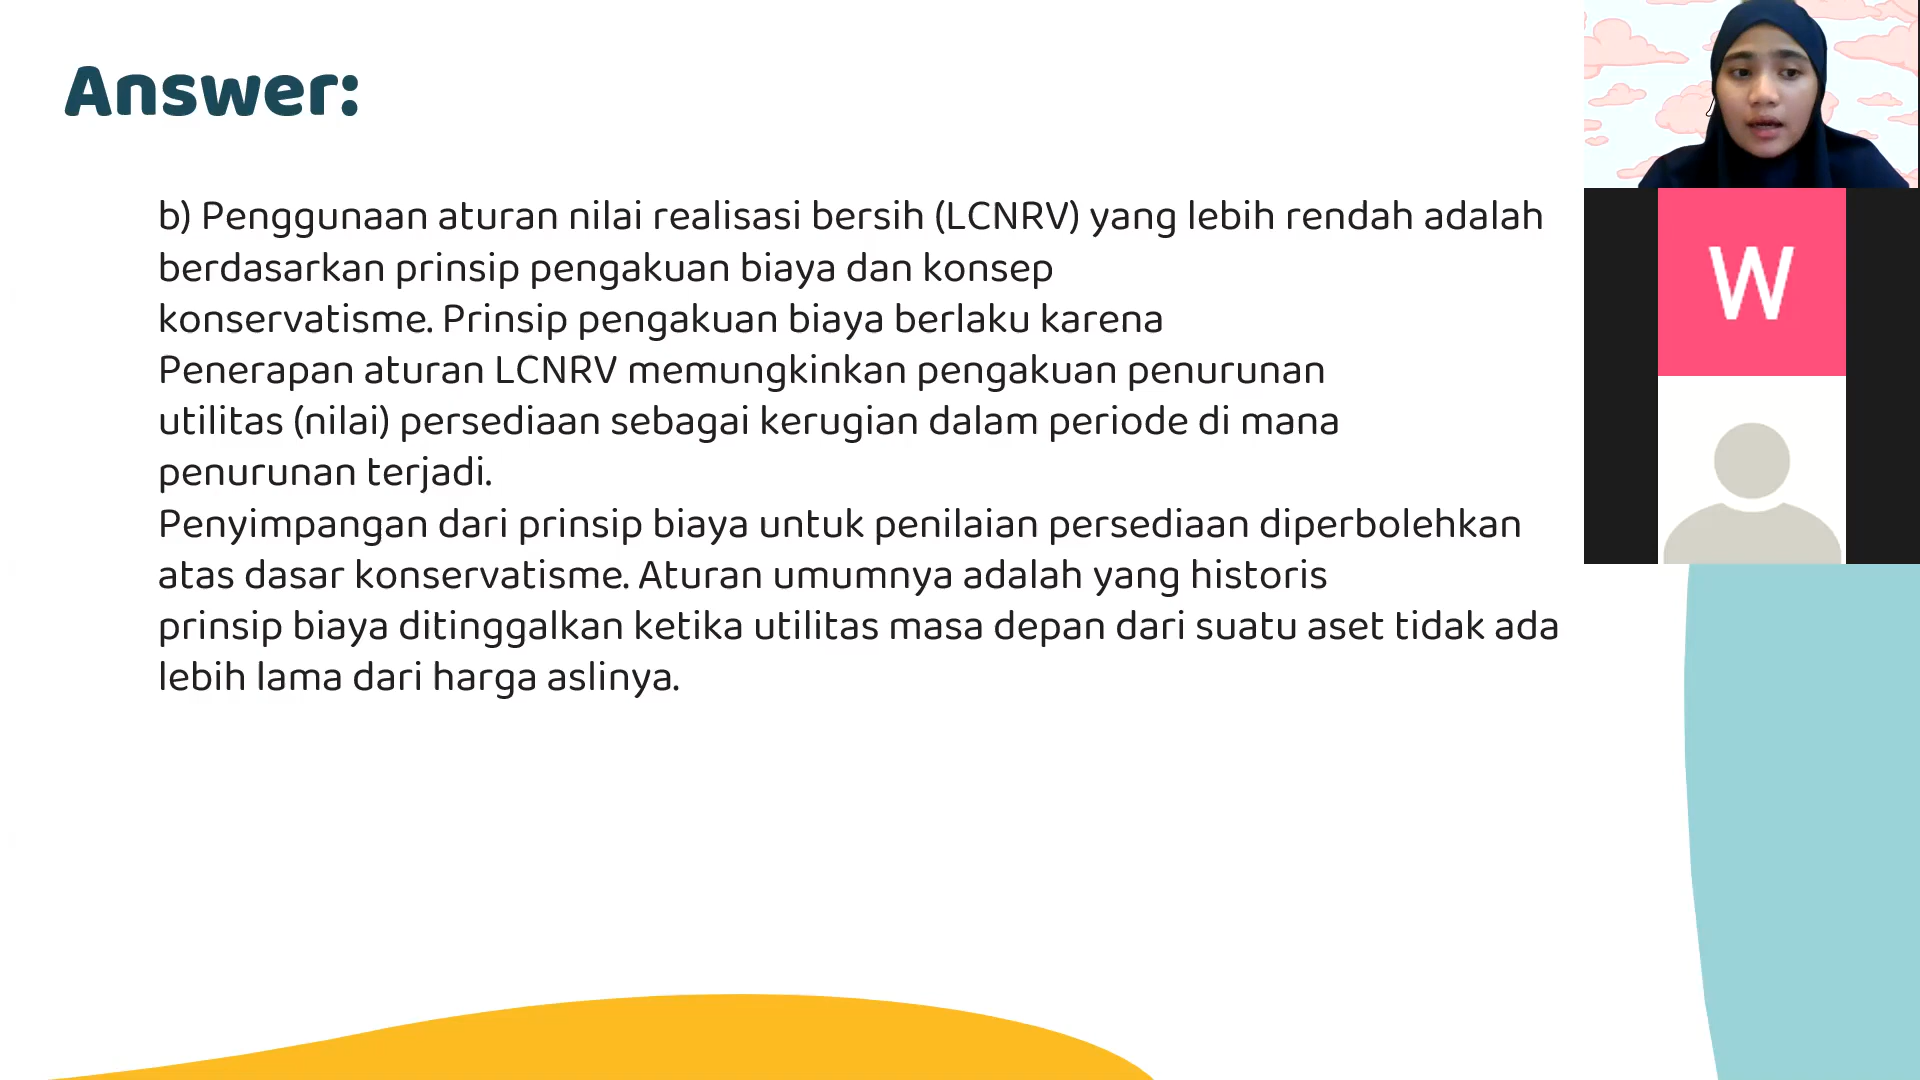 Answer:
b) Penggunaan aturan nilai realisasi bersih (LCNRV) yang lebih rendah adalah
berdasarkan prinsip pengakuan biaya dan konsep
konservatisme. Prinsip pengakuan biaya berlaku karena
Penerapan aturan LCNRV memungkinkan pengakuan penurunan
utilitas (nilai) persediaan sebagai kerugian dalam periode di mana
penurunan terjadi.
Penyimpangan dari prinsip biaya untuk penilaian persediaan diperbolehkan
atas dasar konservatisme. Aturan umumnya adalah yang historis
prinsip biaya ditinggalkan ketika utilitas masa depan dari suatu aset tidak ada
lebih lama dari harga aslinya.
W